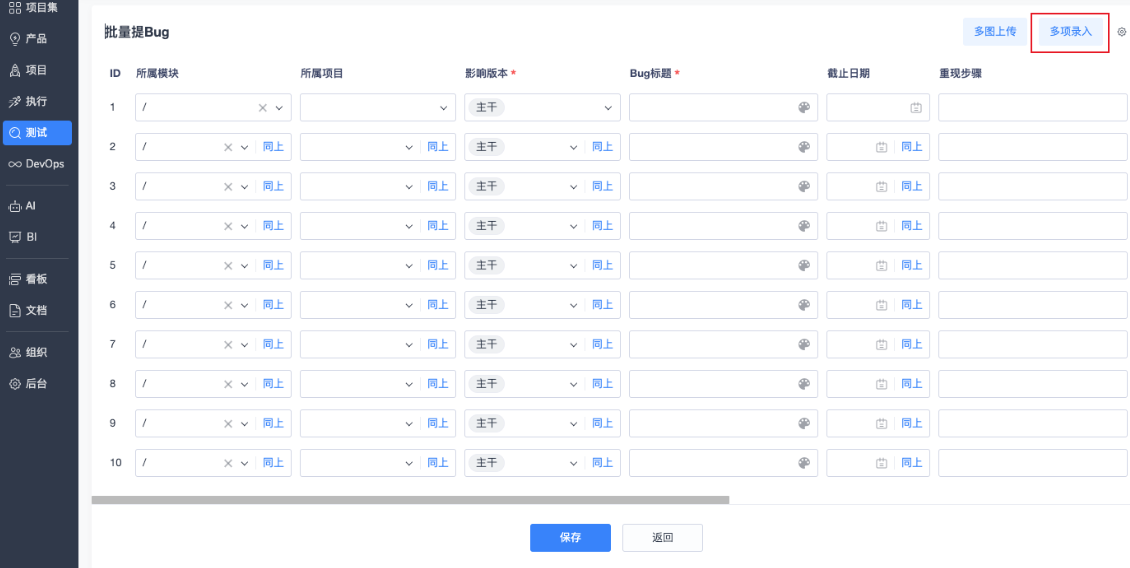 项目集
产品
项目
执行
测试
DevOps
AI
BI
看板
文档
组织
后台
批量提Bug
多图上传
多项录入
ID 所属模块 所属项目 影响版本 * Bug标题 * 截止日期 重现步骤
1 / 主干
2 / 同上 同上 主干 同上 同上
3 / 同上 同上 主干 同上 同上
4 / 同上 同上 主干 同上 同上
5 / 同上 同上 主干 同上 同上
6 / 同上 同上 主干 同上 同上
7 / 同上 同上 主干 同上 同上
8 / 同上 同上 主干 同上 同上
9 / 同上 同上 主干 同上 同上
10 / 同上 同上 主干 同上 同上
保存 返回